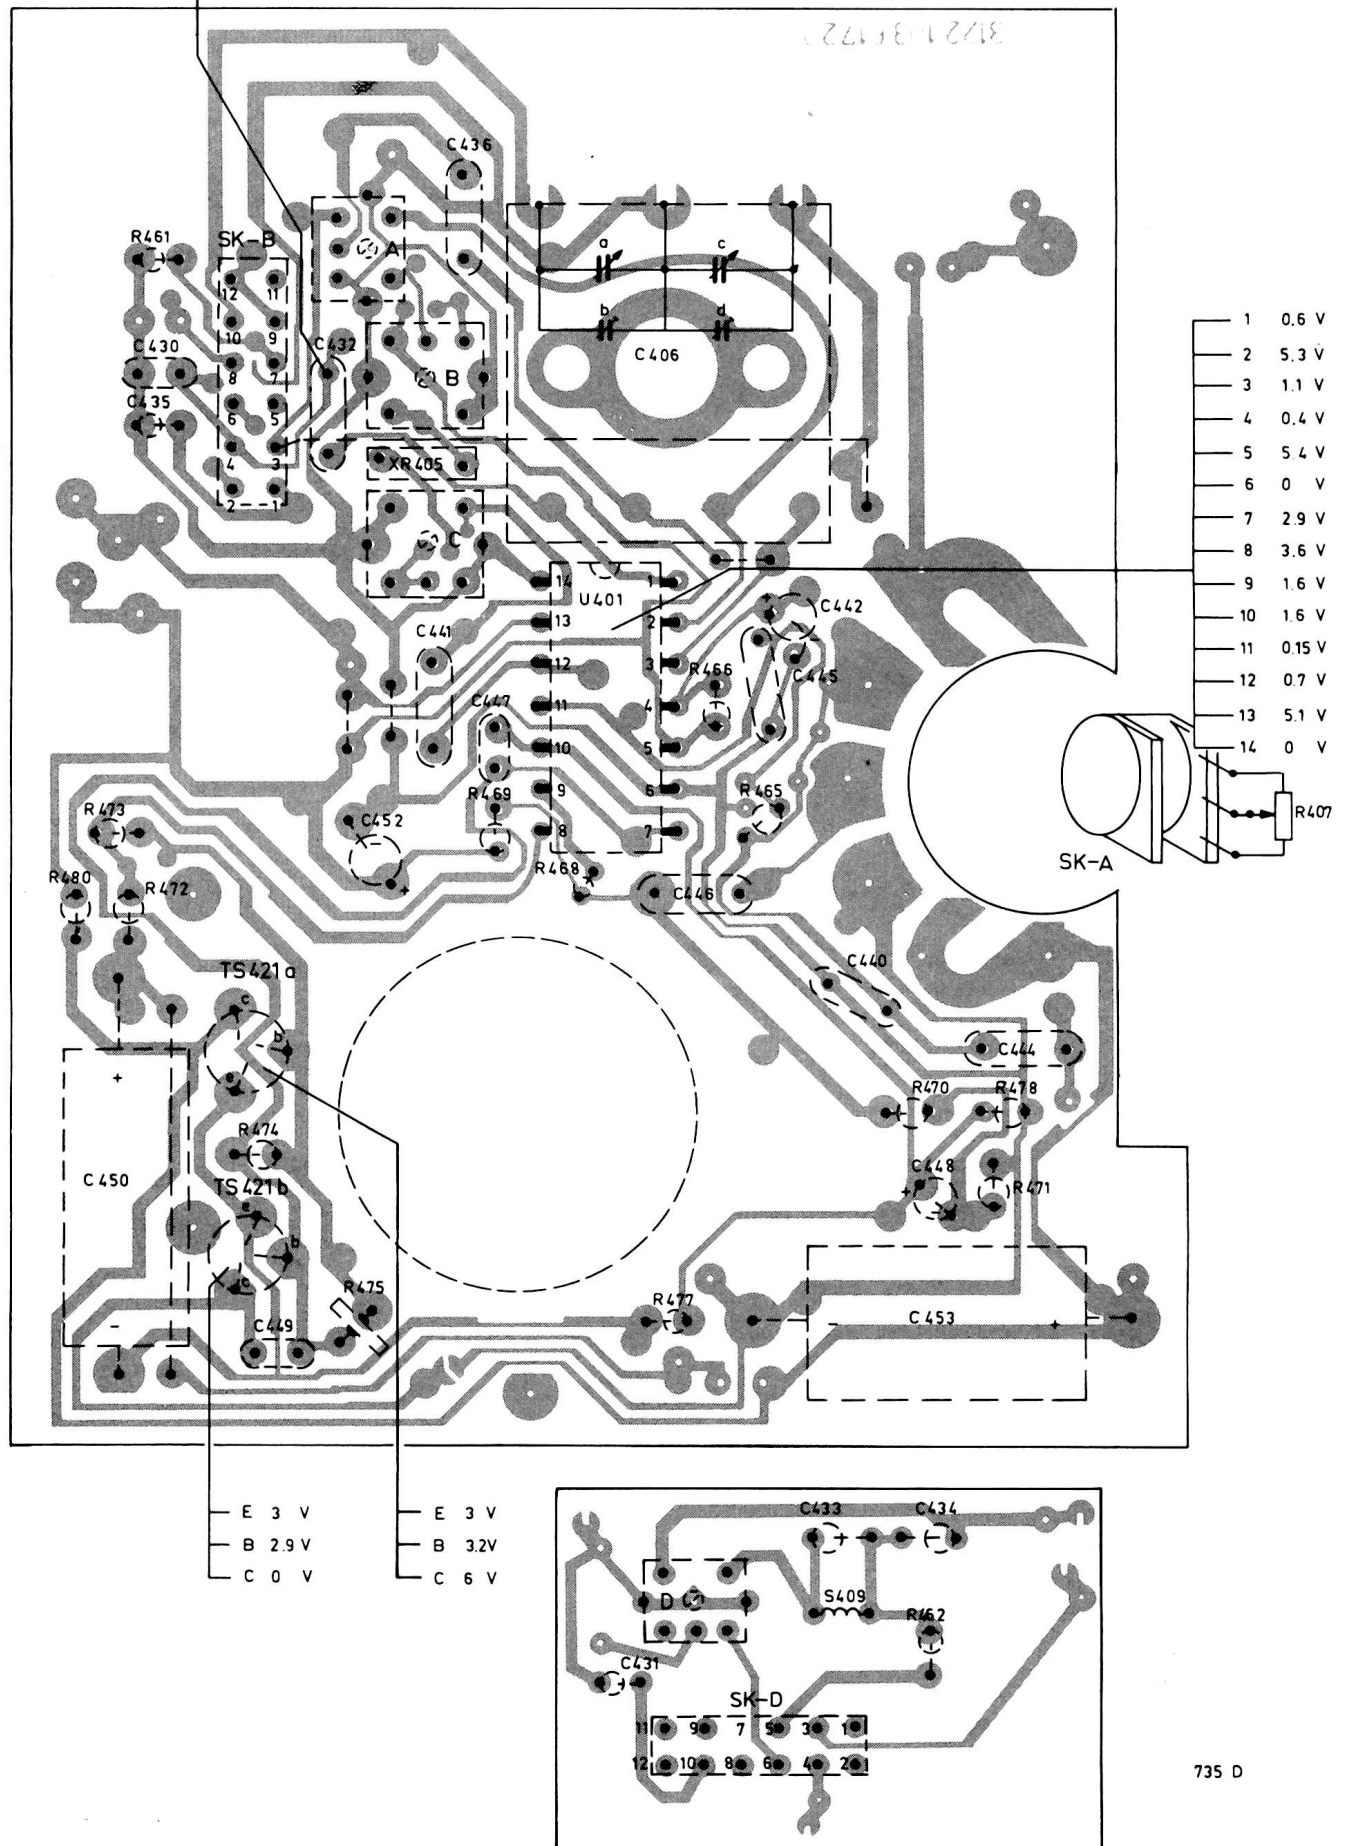 C436
R461
SK-B
A
12 11
10 9
8 7
6 5
4 3
2 1
C430
C432
C435
B
XR405
C
a c
b d
C406
1 0.6 V
2 5.3 V
3 1.1 V
4 0.4 V
5 5.4 V
6 0 V
7 2.9 V
8 3.6 V
9 1.6 V
10 1.6 V
11 0.15 V
12 0.7 V
13 5.1 V
14 0 V
U401
14 1
13 2
12 3
11 4
10 5
9 6
8 7
+
C442
C441
R466
C445
C447
R469
R465
C452
+
R468
C446
R407
SK-A
R473
R480
R472
TS421a
c
b
e
C440
C444
R470
R478
+
R474
C450
TS421b
e
b
c
C448
+
R471
R475
R477
C449
-
- C453 +
E 3 V
B 2.9 V
C 0 V
E 3 V
B 3.2V
C 6 V
C433
C434
D
S409
R462
C431
SK-D
11 9 7 5 3 1
12 10 8 6 4 2
735 D